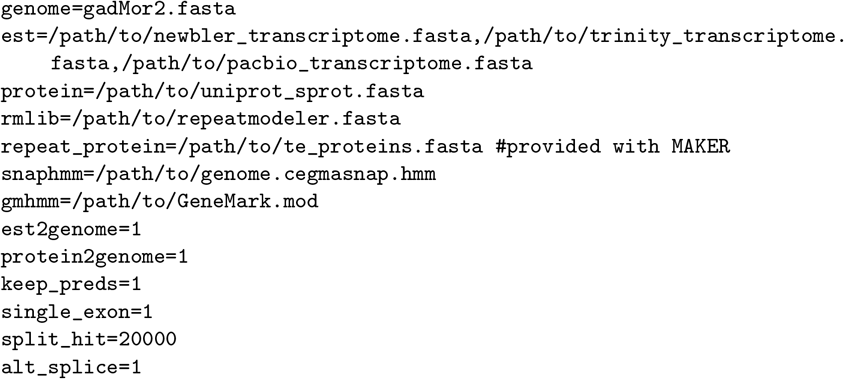 genome=gadMor2.fasta
est=/path/to/newbler_transcriptome.fasta,/path/to/trinity_transcriptome.
fasta,/path/to/pacbio_transcriptome.fasta
protein=/path/to/uniprot_sprot.fasta
rmlib=/path/to/repeatmodeler.fasta
repeat_protein=/path/to/te_proteins.fasta #provided with MAKER
snaphmm=/path/to/genome.cegmasnap.hmm
gmhmm=/path/to/GeneMark.mod
est2genome=1
protein2genome=1
keep_preds=1
single_exon=1
split_hit=20000
alt_splice=1